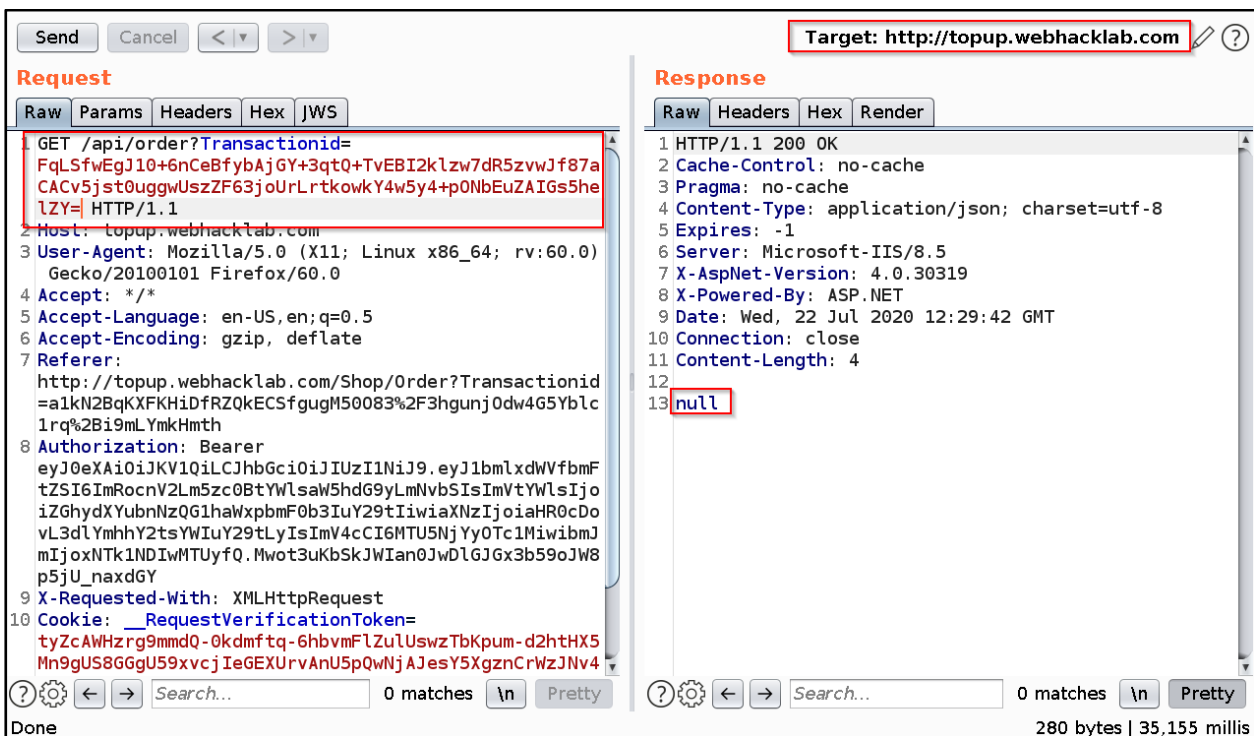 Send Cancel < > Target: http://topup.webhacklab.com ?
Request
Raw Params Headers Hex JWS
1 GET /api/order?Transactionid=
FqLSfwEgJ10+6nCeBfybAjGY+3qtQ+TvEBI2klzw7dR5zvwJf87a
CACv5jst0uggwUszZF63joUrLrtkowkY4w5y4+pONbEuZAIGs5he
lZY= HTTP/1.1
2 Host: topup.webhacklab.com
3 User-Agent: Mozilla/5.0 (X11; Linux x86_64; rv:60.0)
Gecko/20100101 Firefox/60.0
4 Accept: */*
5 Accept-Language: en-US,en;q=0.5
6 Accept-Encoding: gzip, deflate
7 Referer:
http://topup.webhacklab.com/Shop/Order?Transactionid
=a1kN2BqKXFKHiDfRZQkECSfgugM50O83%2F3hgunjOdw4G5Yblc
1rq%2Bi9mLYmkHmth
8 Authorization: Bearer
eyJ0eXAiOiJKV1QiLCJhbGciOiJIUzI1NiJ9.eyJ1bmlxdWVfbmF
tZSI6ImRocnV2Lm5zc0BtYWlsaW5hdG9yLmNvbSIsImVtYWlsIjo
iZGhydXYubnNzQG1haWxpbmF0b3IuY29tIiwiaXNzIjoiaHR0cDo
vL3dlYmhhY2tsYWIuY29tLyIsImV4cCI6MTU5NjYyOTc1MiwibmJ
mIjoxNTk1NDIwMTUyfQ.Mwot3uKbSkJWIan0JwDlGJGx3b59oJW8
p5jU_naxdGY
9 X-Requested-With: XMLHttpRequest
10 Cookie: __RequestVerificationToken=
tyZcAWHzrg9mmdQ-0kdmftq-6hbvmFlZulUswzTbKpum-d2htHX5
Mn9gUS8GGgU59xvcjIeGEXUrvAnU5pQwNjAJesY5XgznCrWzJNv4
? Search... 0 matches \n Pretty
Response
Raw Headers Hex Render
1 HTTP/1.1 200 OK
2 Cache-Control: no-cache
3 Pragma: no-cache
4 Content-Type: application/json; charset=utf-8
5 Expires: -1
6 Server: Microsoft-IIS/8.5
7 X-AspNet-Version: 4.0.30319
8 X-Powered-By: ASP.NET
9 Date: Wed, 22 Jul 2020 12:29:42 GMT
10 Connection: close
11 Content-Length: 4
12
13 null
? Search... 0 matches \n Pretty
Done 280 bytes | 35,155 millis